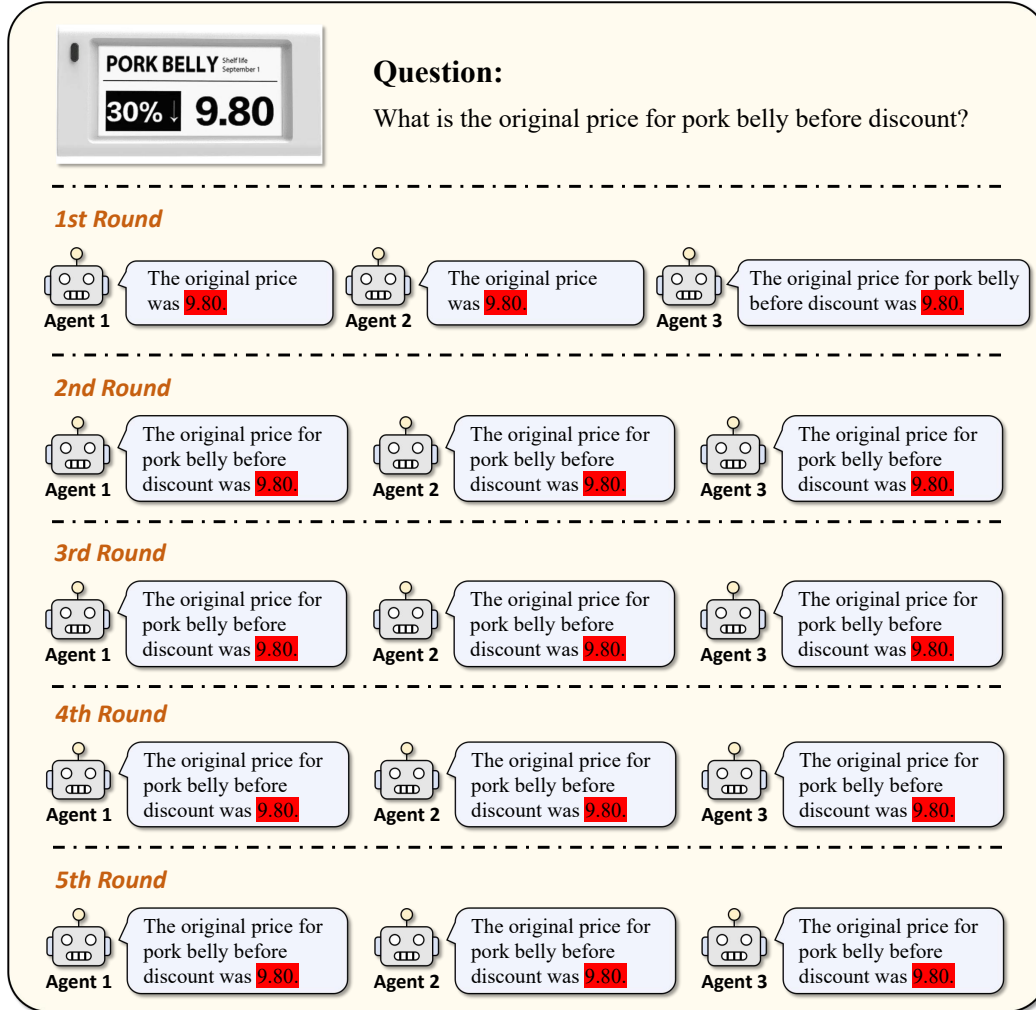 PORK BELLY Shelf life
September 1
30%↓ 9.80
Question:
What is the original price for pork belly before discount?
1st Round
The original price
was 9.80.
Agent 1
The original price
was 9.80.
Agent 2
The original price for pork belly
before discount was 9.80.
Agent 3
2nd Round
The original price for
pork belly before
discount was 9.80.
Agent 1
The original price for
pork belly before
discount was 9.80.
Agent 2
The original price for
pork belly before
discount was 9.80.
Agent 3
3rd Round
The original price for
pork belly before
discount was 9.80.
Agent 1
The original price for
pork belly before
discount was 9.80.
Agent 2
The original price for
pork belly before
discount was 9.80.
Agent 3
4th Round
The original price for
pork belly before
discount was 9.80.
Agent 1
The original price for
pork belly before
discount was 9.80.
Agent 2
The original price for
pork belly before
discount was 9.80.
Agent 3
5th Round
The original price for
pork belly before
discount was 9.80.
Agent 1
The original price for
pork belly before
discount was 9.80.
Agent 2
The original price for
pork belly before
discount was 9.80.
Agent 3